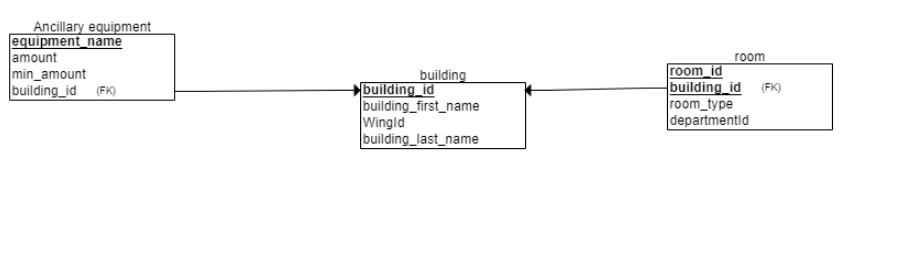 Ancillary equipment
equipment_name
amount
min_amount
building_id (FK)
building
building_id
building_first_name
WingId
building_last_name
room
room_id
building_id (FK)
room_type
departmentId